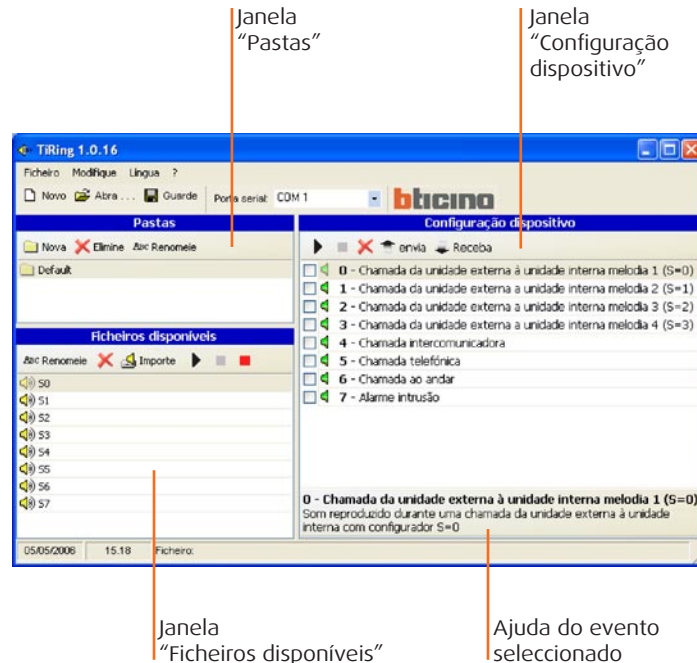 Janela
“Pastas”
Janela
“Configuração
dispositivo”
TiRing 1.0.16
Ficheiro Modifique Língua ?
Novo Abra ... Guarde Porta serial: COM 1 bticino
Pastas
Nova Elimine Abc Renomeie
Default
Ficheiros disponíveis
Abc Renomeie Importe
S0
S1
S2
S3
S4
S5
S6
S7
Configuração dispositivo
envia Receba
0 - Chamada da unidade externa à unidade interna melodia 1 (S=0)
1 - Chamada da unidade externa a unidade interna melodia 2 (S=1)
2 - Chamada da unidade externa a unidade interna melodia 3 (S=2)
3 - Chamada da unidade externa a unidade interna melodia 4 (S=3)
4 - Chamada intercomunicadora
5 - Chamada telefónica
6 - Chamada ao andar
7 - Alarme intrusão
0 - Chamada da unidade externa à unidade interna melodia 1 (S=0)
Som reproduzido durante uma chamada da unidade externa à unidade
interna com configurador S=0
05/05/2006 15.18 Ficheiro:
Janela
“Ficheiros disponíveis”
Ajuda do evento
seleccionado